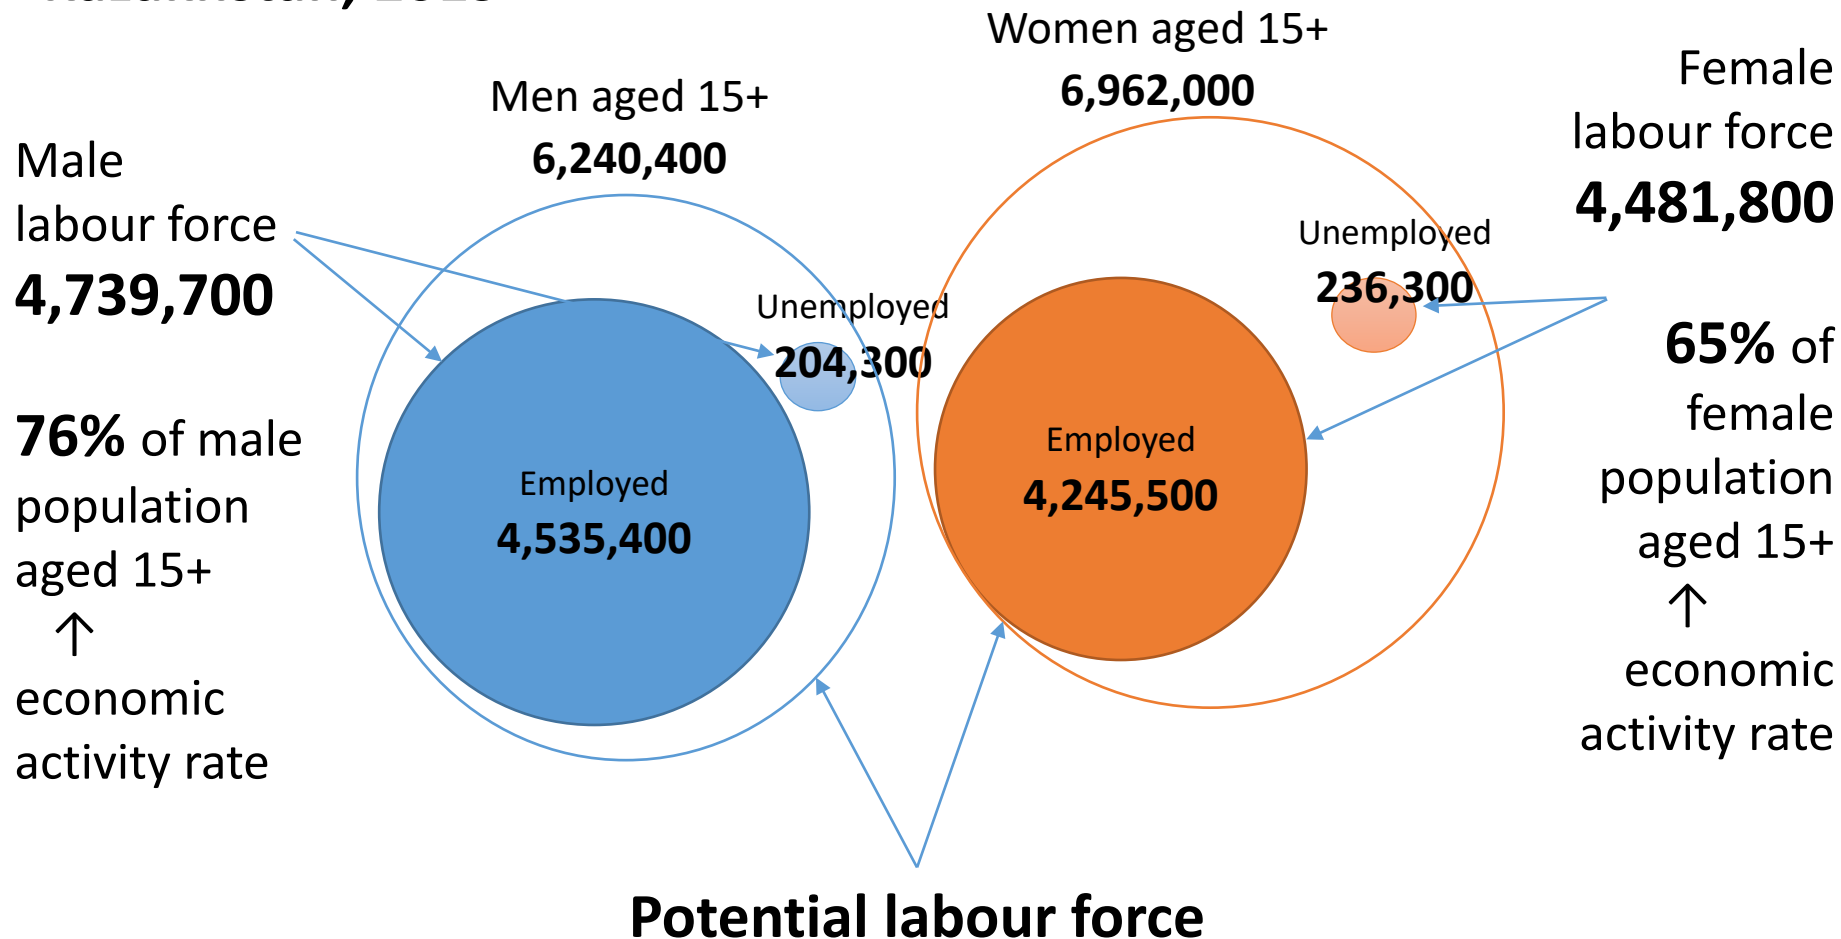 Women aged 15+
6,962,000
Men aged 15+
6,240,400
Male
labour force
4,739,700
76% of male
population
aged 15+
↑
economic
activity rate
Unemployed
204,300
Employed
4,535,400
Unemployed
236,300
Employed
4,245,500
Female
labour force
4,481,800
65% of
female
population
aged 15+
↑
economic
activity rate
Potential labour force